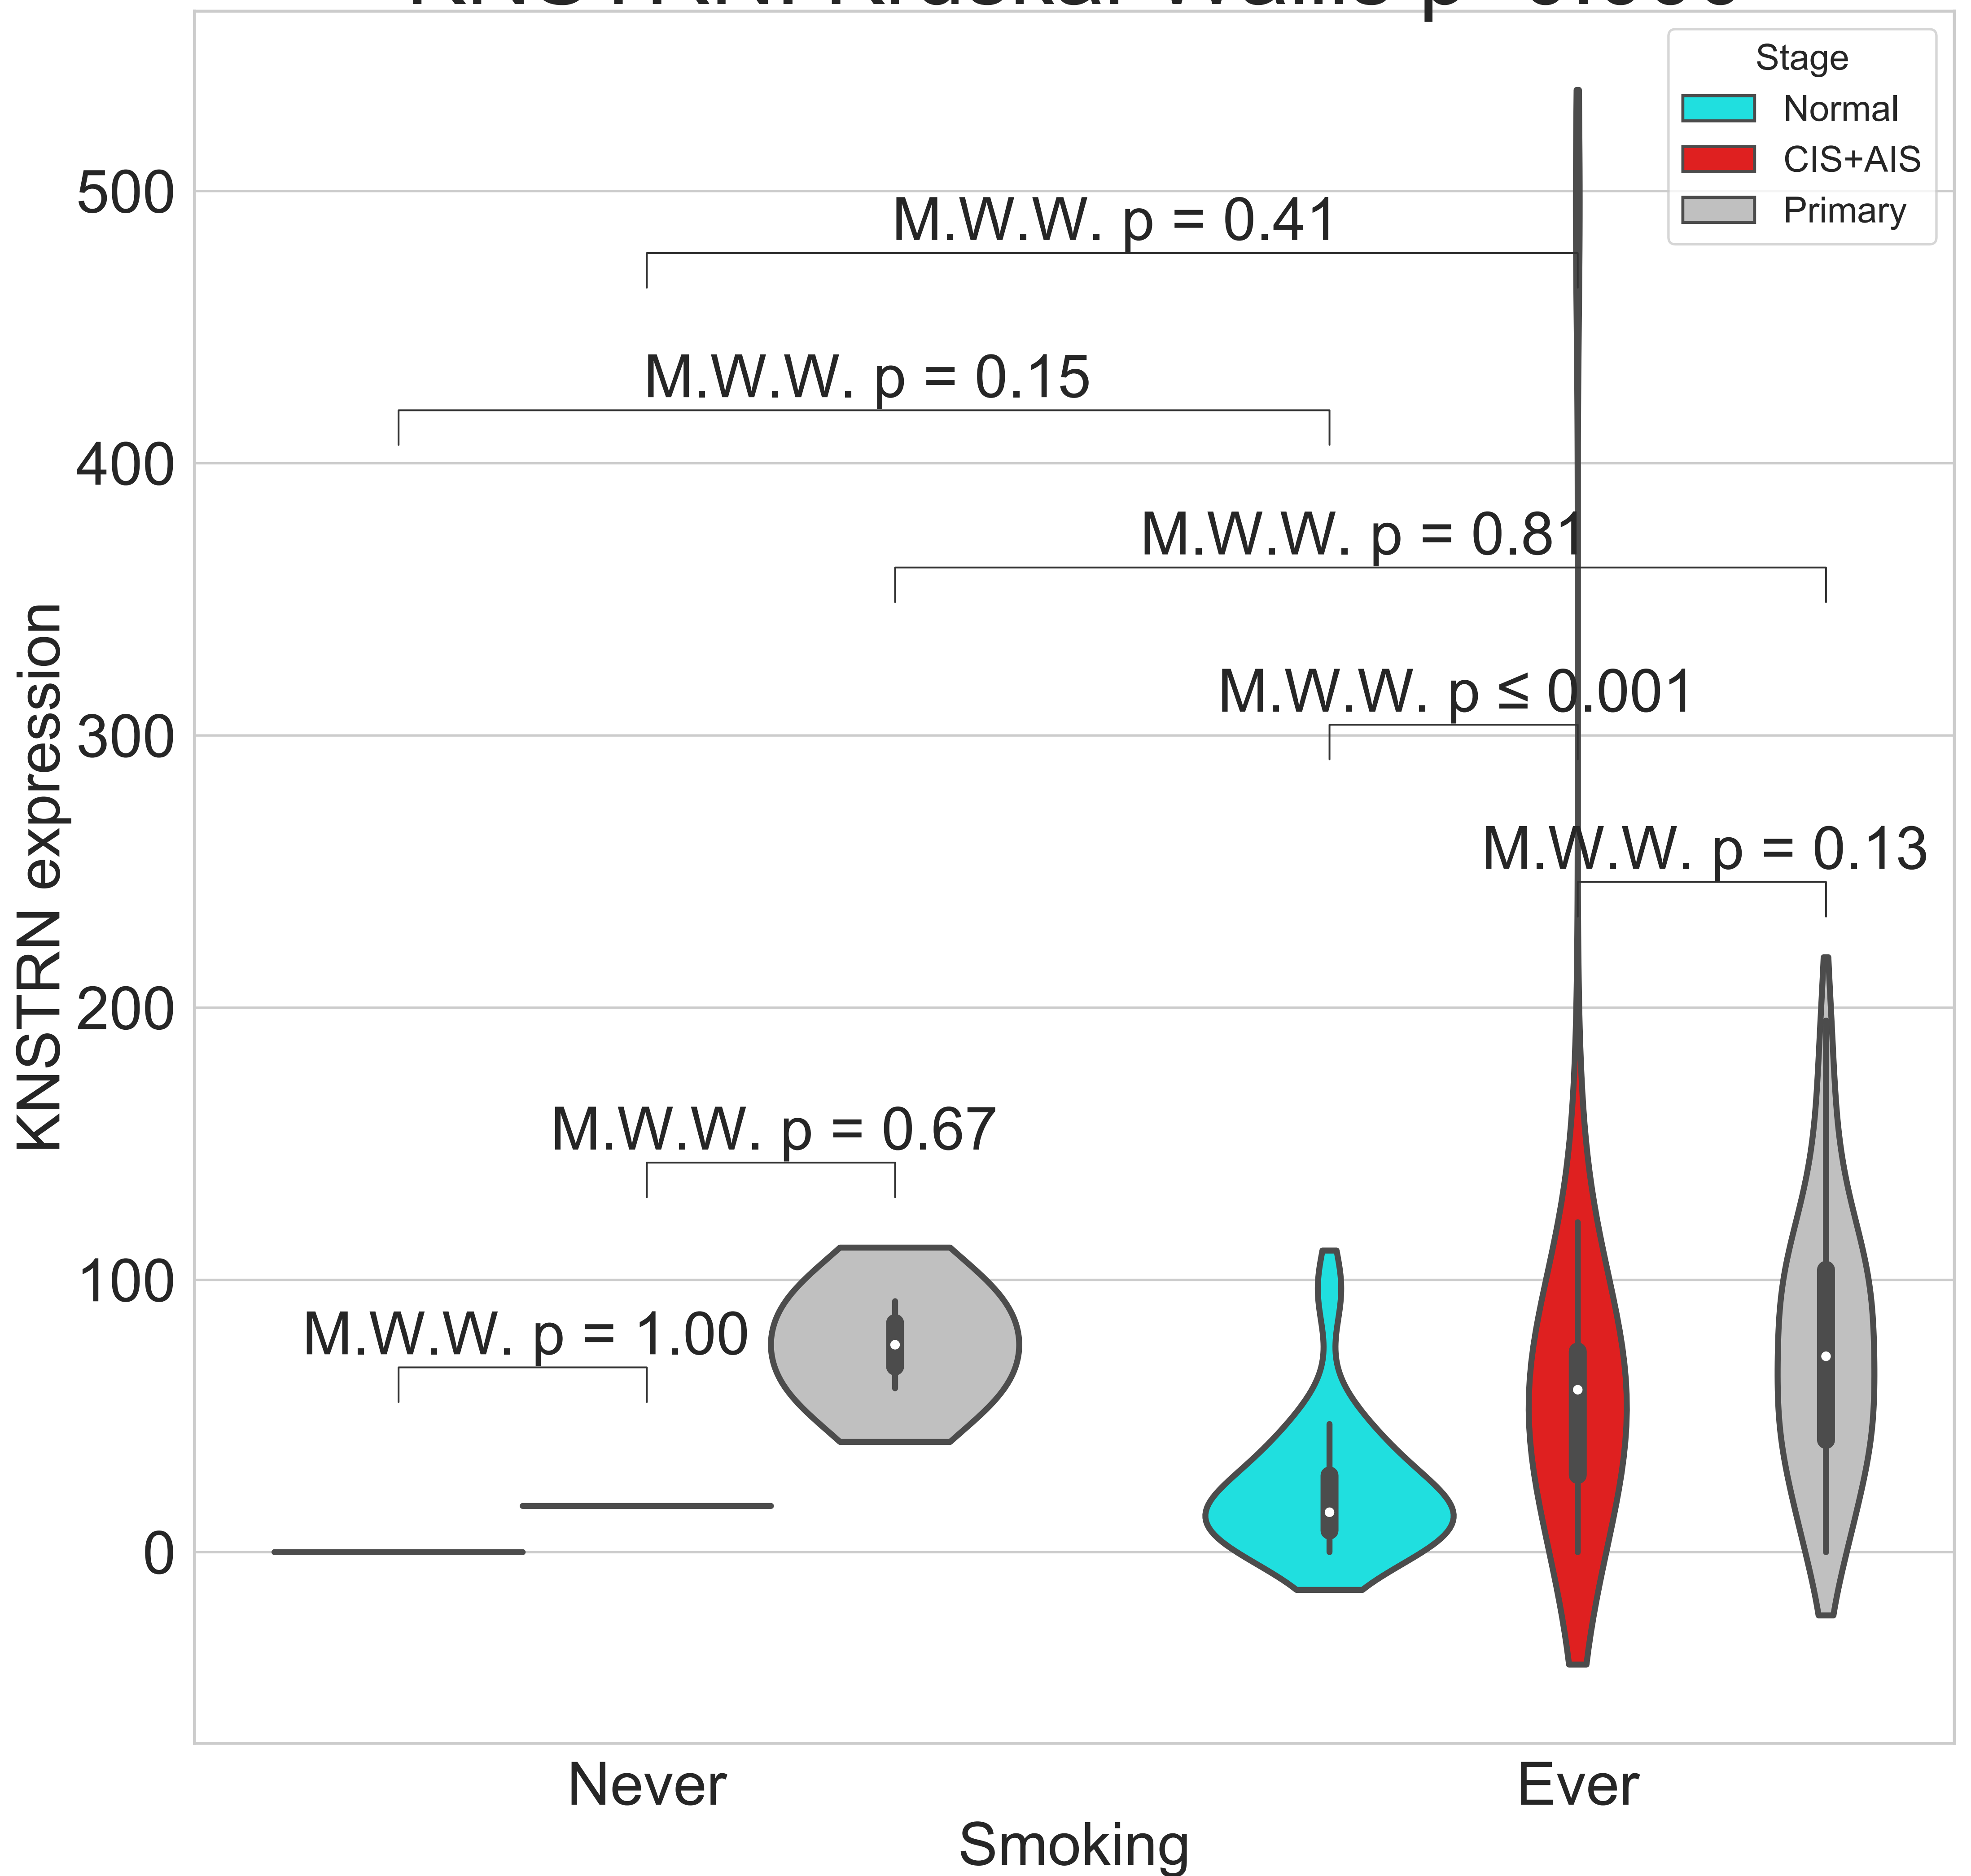 Stage
Normal
CIS+AIS
Primary
500
M.W.W. p = 0.41
M.W.W. p = 0.15
400
M.W.W. p = 0.81
M.W.W. p ≤ 0.001
300
M.W.W. p = 0.13
KNSTRN expression
200
M.W.W. p = 0.67
100
M.W.W. p = 1.00
0
Never
Ever
Smoking